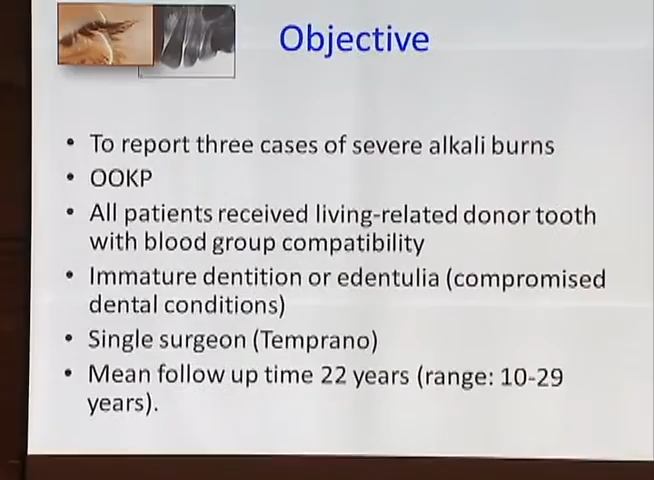 Objective
• To report three cases of severe alkali burns
• OOKP
• All patients received living-related donor tooth
with blood group compatibility
• Immature dentition or edentulia (compromised
dental conditions)
• Single surgeon (Temprano)
• Mean follow up time 22 years (range: 10-29
years).